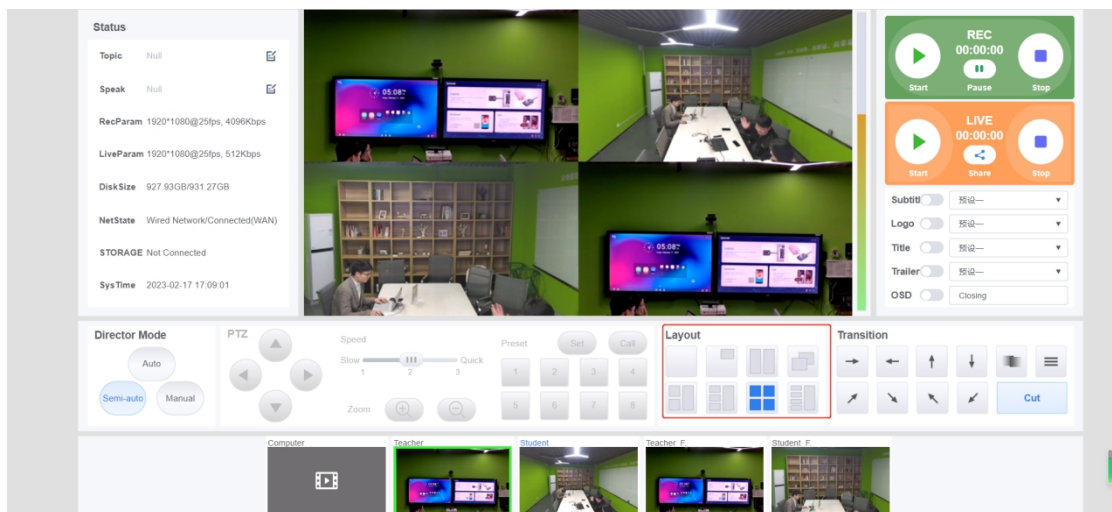 Status
Topic Null
Speak Null
RecParam 1920*1080@25fps, 4096Kbps
LiveParam 1920*1080@25fps, 512Kbps
DiskSize 927.93GB/931.27GB
NetState Wired Network/Connected(WAN)
STORAGE Not Connected
SysTime 2023-02-17 17:09:01
05:08
05:08
REC
00:00:00
Start Pause Stop
LIVE
00:00:00
Start Share Stop
Subtitl 预设一
Logo 预设一
Title 预设一
Trailer 预设一
OSD Closing
Director Mode
Auto
Semi-auto Manual
PTZ
Speed
Slow Quick
1 2 3
Zoom
Preset Set Call
1 2 3 4
5 6 7 8
Layout
Transition
Cut
Computer Teacher Student Teacher_F. Student_F.